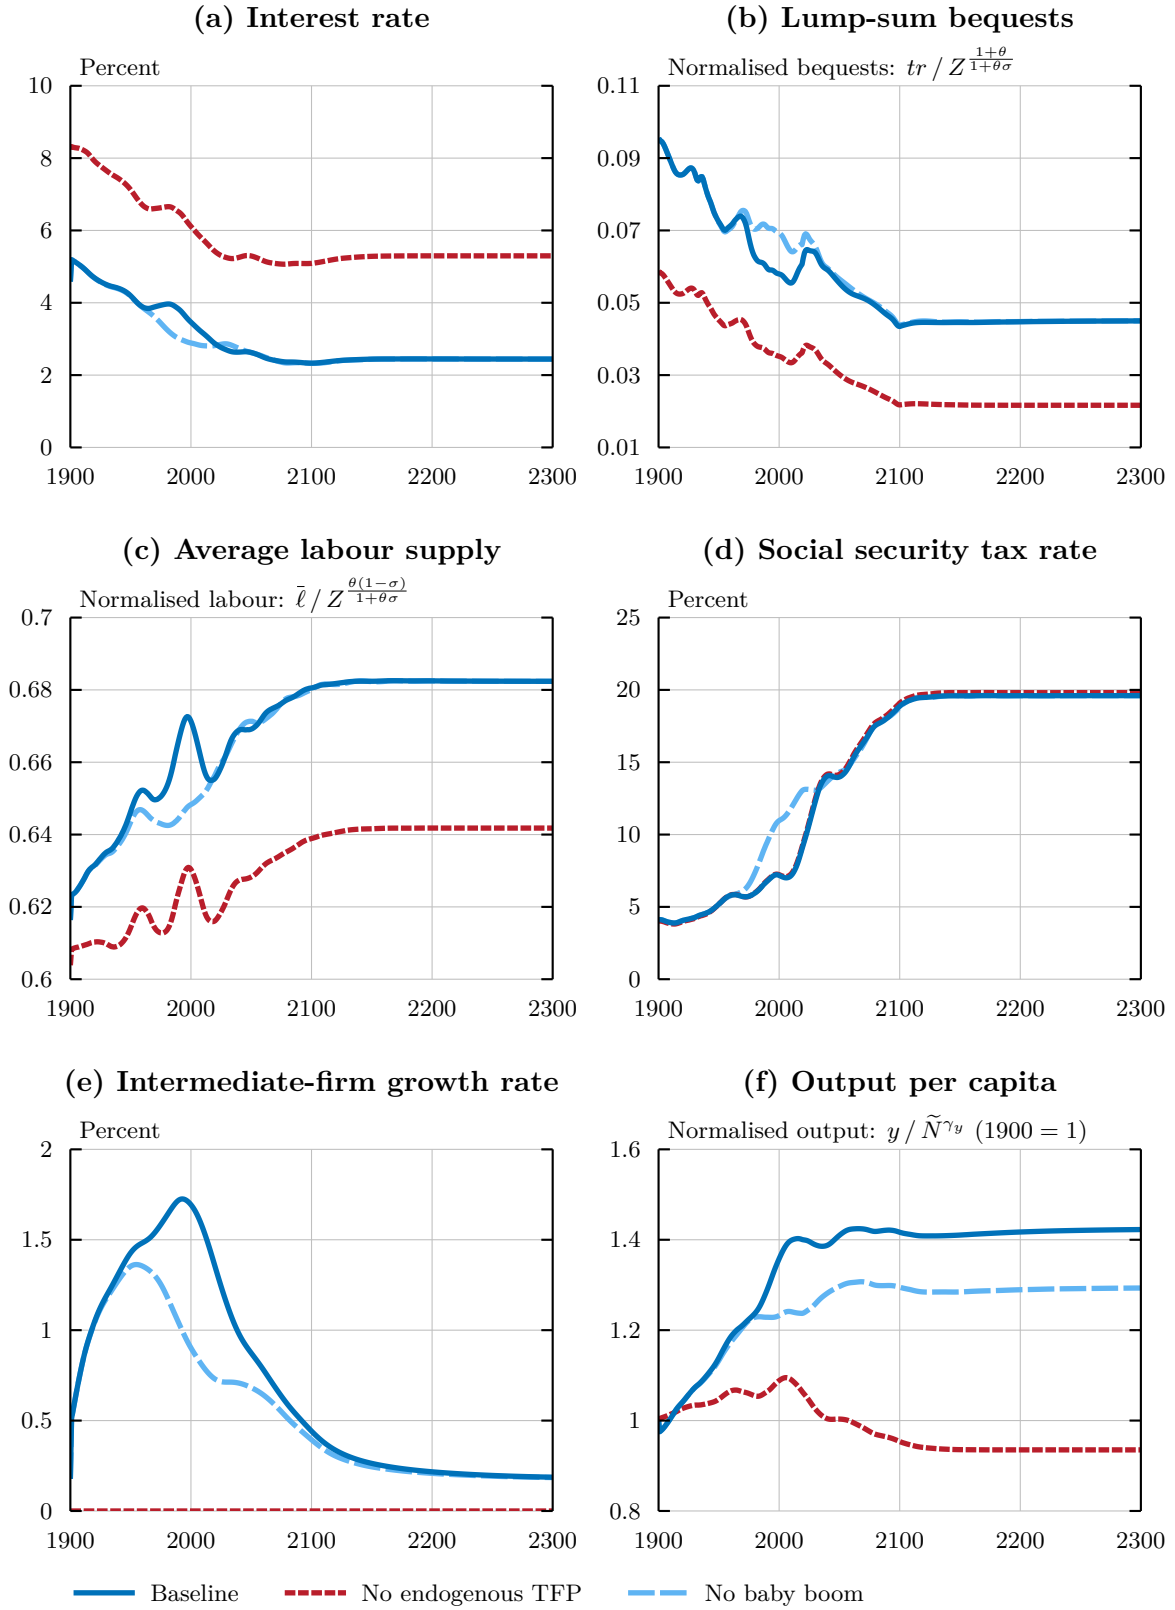 (a) Interest rate
Percent
10
8
6
4
2
0
1900 2000 2100 2200 2300
(b) Lump-sum bequests
Normalised bequests: tr / Z^{\frac{1+θ}{1+θσ}}
0.11
0.09
0.07
0.05
0.03
0.01
1900 2000 2100 2200 2300
(c) Average labour supply
Normalised labour: \bar{ℓ} / Z^{\frac{θ(1−σ)}{1+θσ}}
0.7
0.68
0.66
0.64
0.62
0.6
1900 2000 2100 2200 2300
(d) Social security tax rate
Percent
25
20
15
10
5
0
1900 2000 2100 2200 2300
(e) Intermediate-firm growth rate
Percent
2
1.5
1
0.5
0
1900 2000 2100 2200 2300
(f) Output per capita
Normalised output: y / \widetilde{N}^{γ_y} (1900 = 1)
1.6
1.4
1.2
1
0.8
1900 2000 2100 2200 2300
Baseline No endogenous TFP No baby boom